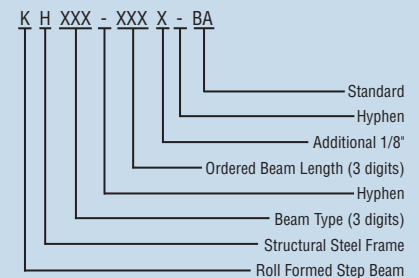 K H XXX - XXX X - BA
Standard
Hyphen
Additional 1/8"
Ordered Beam Length (3 digits)
Hyphen
Beam Type (3 digits)
Structural Steel Frame
Roll Formed Step Beam